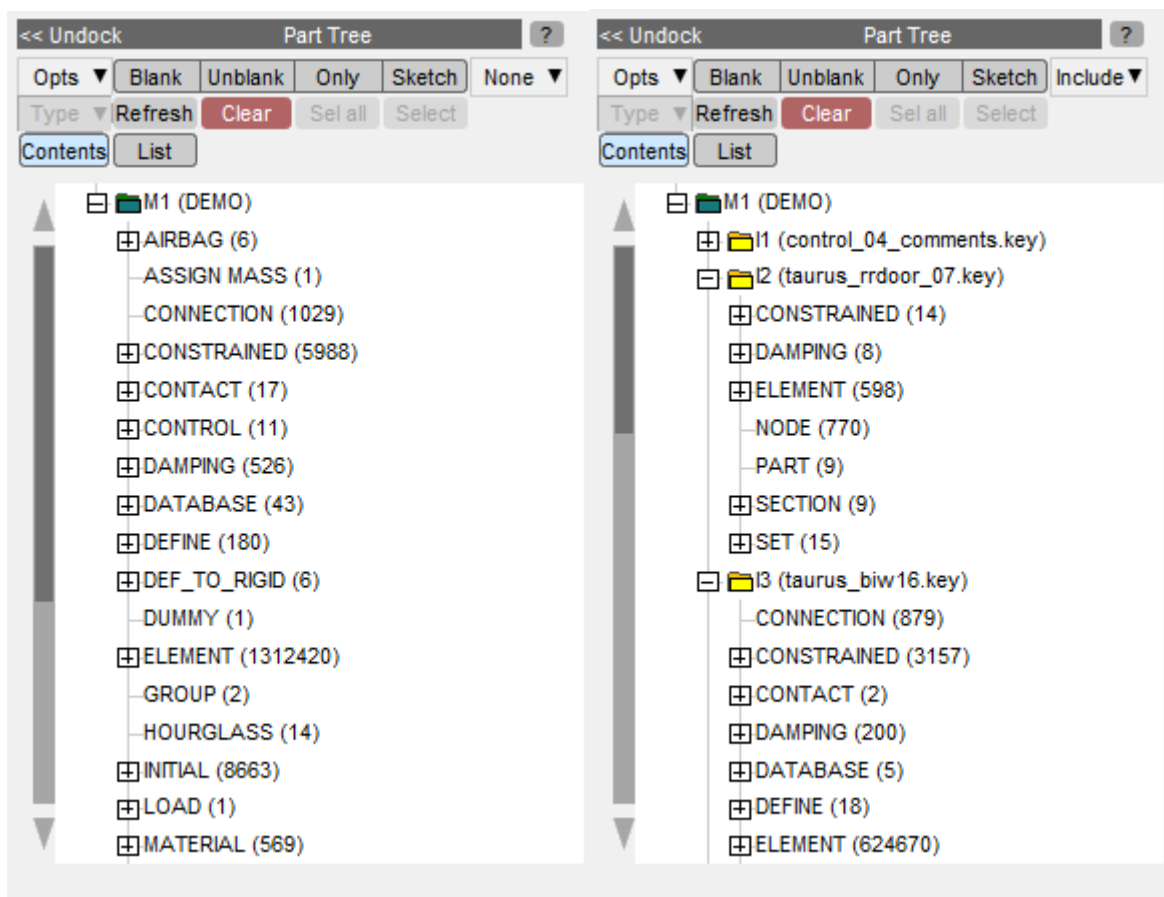 << Undock Part Tree ?
Opts ▼ Blank Unblank Only Sketch None ▼
Type ▼ Refresh Clear Sel all Select
Contents List
M1 (DEMO)
AIRBAG (6)
ASSIGN MASS (1)
CONNECTION (1029)
CONSTRAINED (5988)
CONTACT (17)
CONTROL (11)
DAMPING (526)
DATABASE (43)
DEFINE (180)
DEF_TO_RIGID (6)
DUMMY (1)
ELEMENT (1312420)
GROUP (2)
HOURGLASS (14)
INITIAL (8663)
LOAD (1)
MATERIAL (569)
<< Undock Part Tree ?
Opts ▼ Blank Unblank Only Sketch Include ▼
Type ▼ Refresh Clear Sel all Select
Contents List
M1 (DEMO)
I1 (control_04_comments.key)
I2 (taurus_rrdoor_07.key)
CONSTRAINED (14)
DAMPING (8)
ELEMENT (598)
NODE (770)
PART (9)
SECTION (9)
SET (15)
I3 (taurus_biw16.key)
CONNECTION (879)
CONSTRAINED (3157)
CONTACT (2)
DAMPING (200)
DATABASE (5)
DEFINE (18)
ELEMENT (624670)